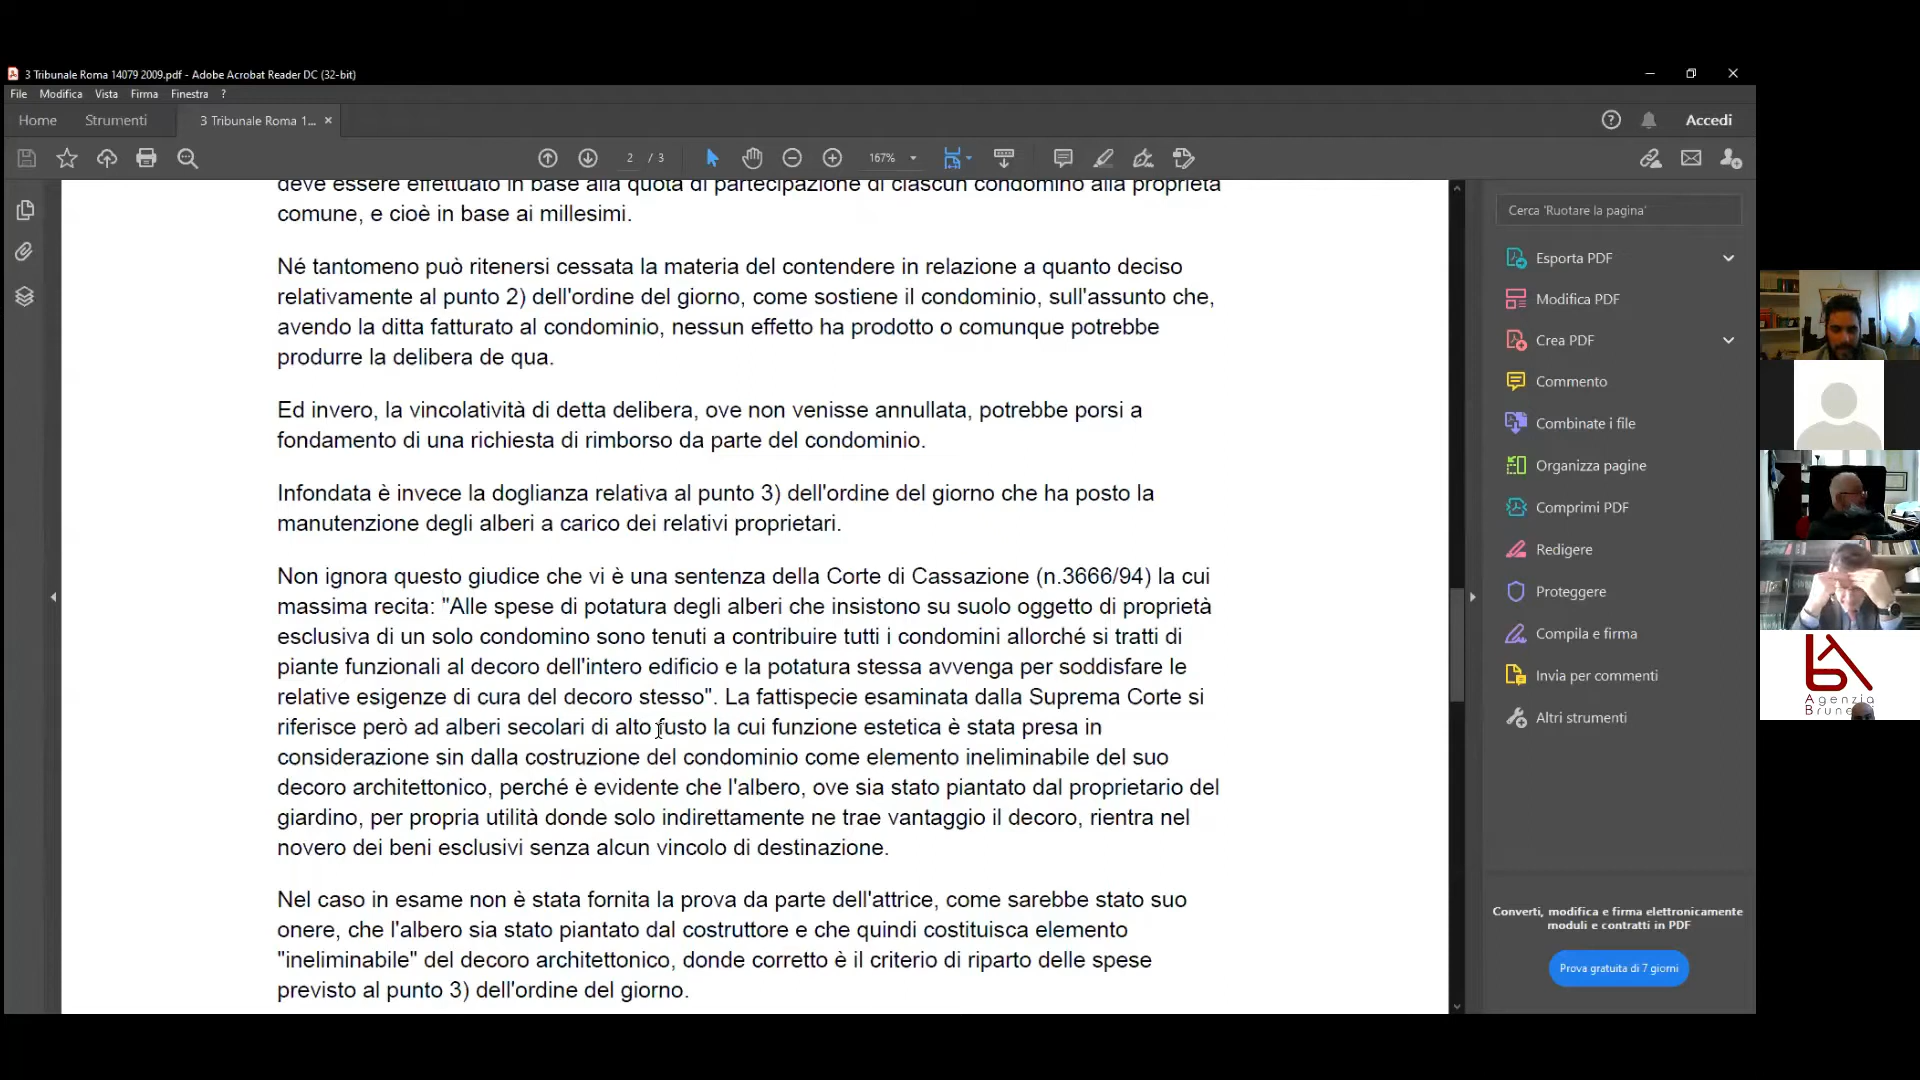 3 Tribunale Roma 14079 2009.pdf - Adobe Acrobat Reader DC (32-bit)
File Modifica Vista Firma Finestra ?
Home Strumenti 3 Tribunale Roma 1... × Accedi
2 / 3 167%
deve essere effettuato in base alla quota di partecipazione di ciascun condomino alla proprietà
comune, e cioè in base ai millesimi.
Né tantomeno può ritenersi cessata la materia del contendere in relazione a quanto deciso
relativamente al punto 2) dell'ordine del giorno, come sostiene il condominio, sull'assunto che,
avendo la ditta fatturato al condominio, nessun effetto ha prodotto o comunque potrebbe
produrre la delibera de qua.
Ed invero, la vincolatività di detta delibera, ove non venisse annullata, potrebbe porsi a
fondamento di una richiesta di rimborso da parte del condominio.
Infondata è invece la doglianza relativa al punto 3) dell'ordine del giorno che ha posto la
manutenzione degli alberi a carico dei relativi proprietari.
Non ignora questo giudice che vi è una sentenza della Corte di Cassazione (n.3666/94) la cui
massima recita: "Alle spese di potatura degli alberi che insistono su suolo oggetto di proprietà
esclusiva di un solo condomino sono tenuti a contribuire tutti i condomini allorché si tratti di
piante funzionali al decoro dell'intero edificio e la potatura stessa avvenga per soddisfare le
relative esigenze di cura del decoro stesso". La fattispecie esaminata dalla Suprema Corte si
riferisce però ad alberi secolari di alto fusto la cui funzione estetica è stata presa in
considerazione sin dalla costruzione del condominio come elemento ineliminabile del suo
decoro architettonico, perché è evidente che l'albero, ove sia stato piantato dal proprietario del
giardino, per propria utilità donde solo indirettamente ne trae vantaggio il decoro, rientra nel
novero dei beni esclusivi senza alcun vincolo di destinazione.
Nel caso in esame non è stata fornita la prova da parte dell'attrice, come sarebbe stato suo
onere, che l'albero sia stato piantato dal costruttore e che quindi costituisca elemento
"ineliminabile" del decoro architettonico, donde corretto è il criterio di riparto delle spese
previsto al punto 3) dell'ordine del giorno.
Cerca 'Ruotare la pagina'
Esporta PDF
Modifica PDF
Crea PDF
Commento
Combinate i file
Organizza pagine
Comprimi PDF
Redigere
Proteggere
Compila e firma
Invia per commenti
Altri strumenti
Converti, modifica e firma elettronicamente
moduli e contratti in PDF
Prova gratuita di 7 giorni
Agenzia